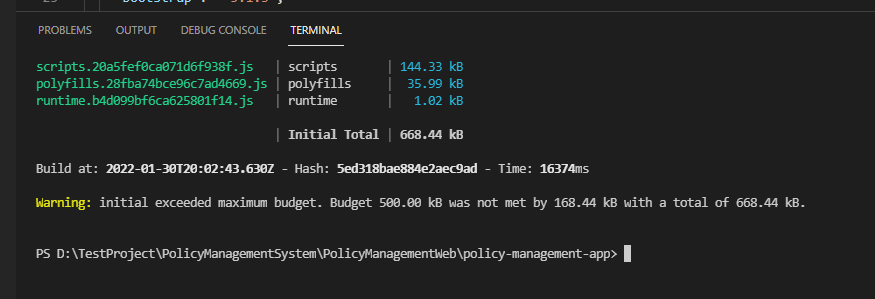 PROBLEMS OUTPUT DEBUG CONSOLE TERMINAL
scripts.20a5fef0ca071d6f938f.js | scripts | 144.33 kB
polyfills.28fba74bce96c7ad4669.js | polyfills | 35.99 kB
runtime.b4d099bf6ca625801f14.js | runtime | 1.02 kB
| Initial Total | 668.44 kB
Build at: 2022-01-30T20:02:43.630Z - Hash: 5ed318bae884e2aec9ad - Time: 16374ms
Warning: initial exceeded maximum budget. Budget 500.00 kB was not met by 168.44 kB with a total of 668.44 kB.
PS D:\TestProject\PolicyManagementSystem\PolicyManagementWeb\policy-management-app>